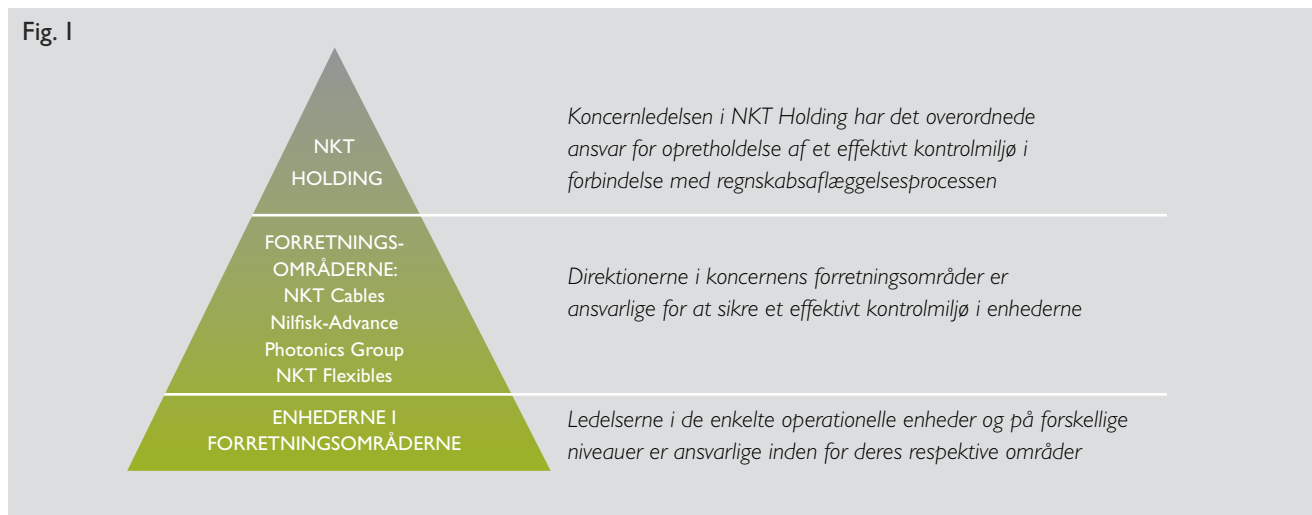 Fig. 1
NKT
HOLDING
Koncernledelsen i NKT Holding har det overordnede
ansvar for opretholdelse af et effektivt kontrolmiljø i
forbindelse med regnskabsaflæggelsesprocessen
FORRETNINGS-
OMRÅDERNE:
NKT Cables
Nilfisk-Advance
Photonics Group
NKT Flexibles
Direktionerne i koncernens forretningsområder er
ansvarlige for at sikre et effektivt kontrolmiljø i enhederne
ENHEDERNE I
FORRETNINGSOMRÅDERNE
Ledelserne i de enkelte operationelle enheder og på forskellige
niveauer er ansvarlige inden for deres respektive områder